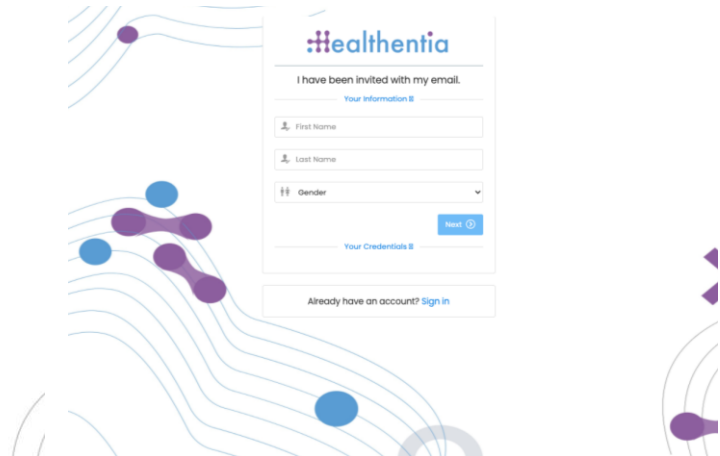 Healthentia
I have been invited with my email.
Your Information
First Name
Last Name
Gender
Next
Your Credentials
Already have an account? Sign in